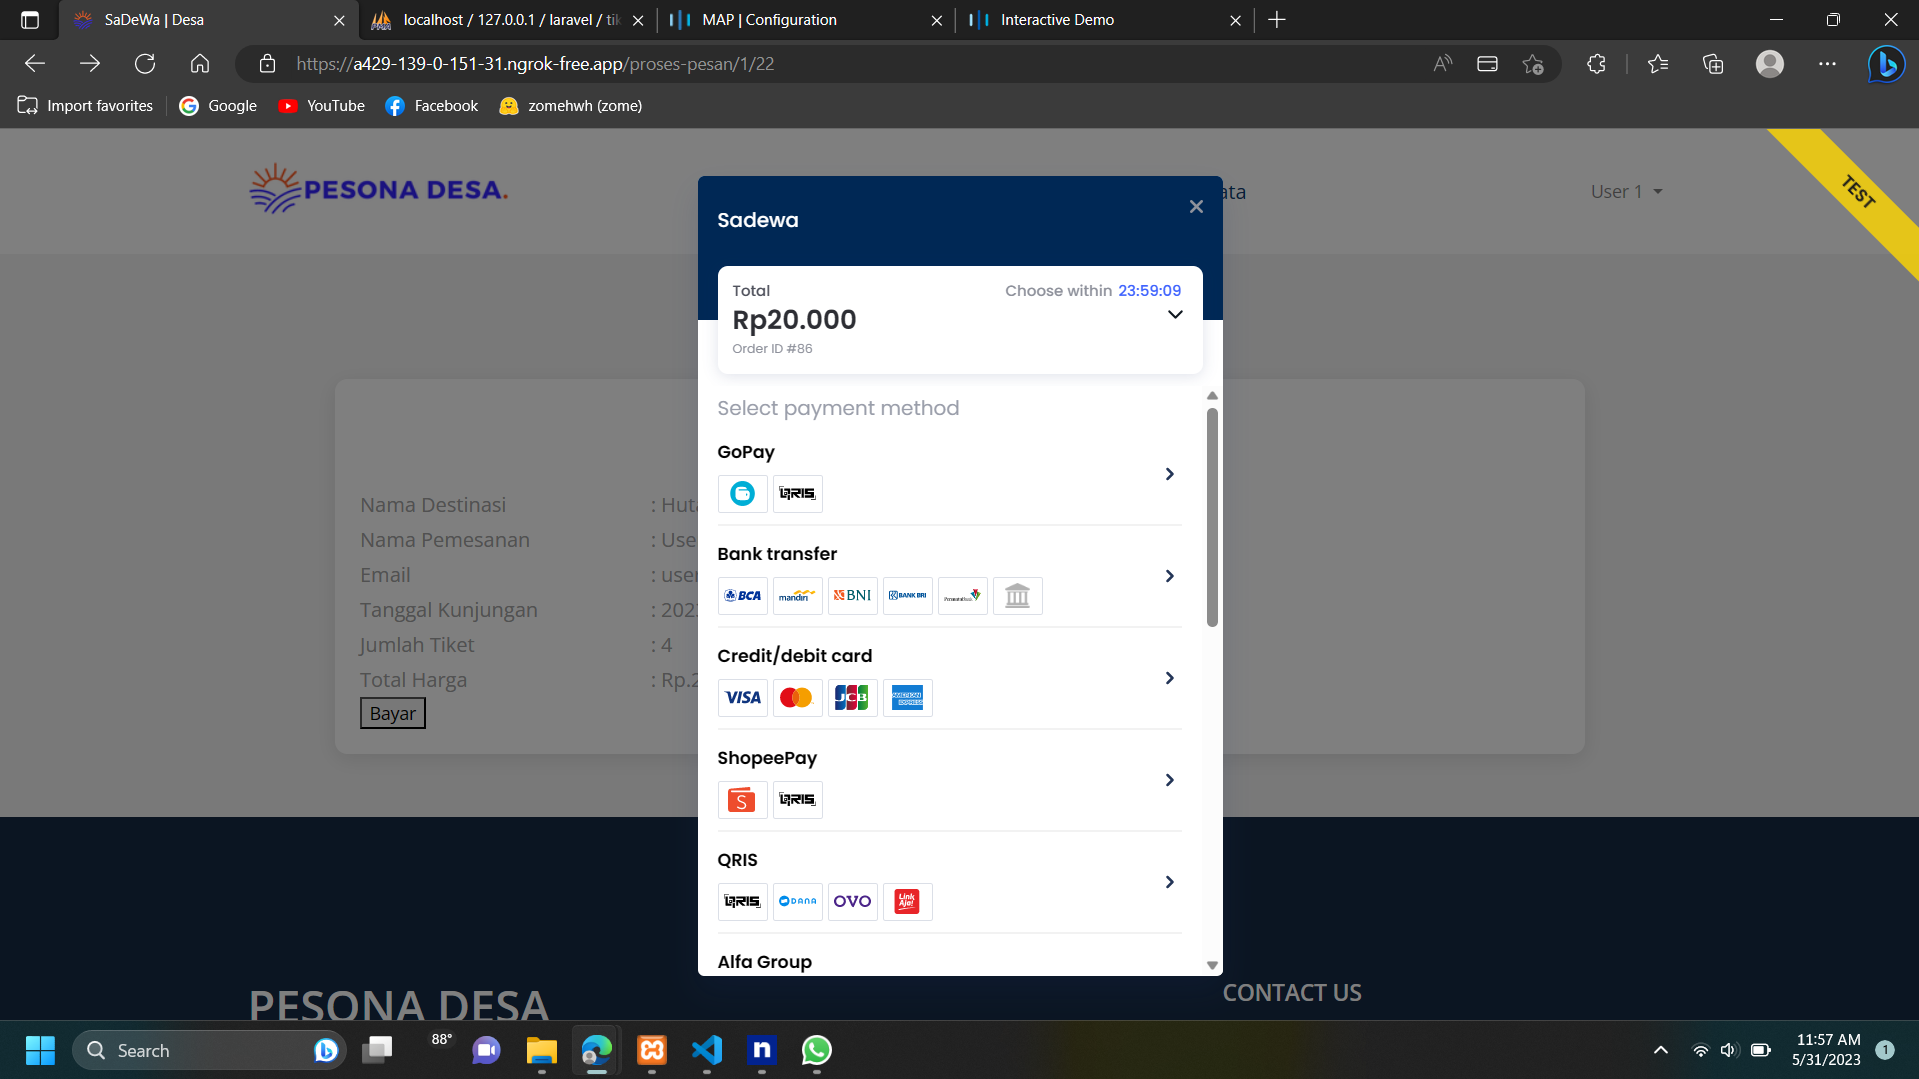 SaDeWa | Desa
localhost / 127.0.0.1 / laravel / tik
MAP | Configuration
Interactive Demo
https://a429-139-0-151-31.ngrok-free.app/proses-pesan/1/22
Import favorites
Google
YouTube
Facebook
zomehwh (zome)
PESONA DESA.
ata
User 1
TEST
Sadewa
Total
Choose within 23:59:09
Rp20.000
Order ID #86
Select payment method
GoPay
QRIS
Bank transfer
BCA
mandiri
BNI
BANK BRI
PermataBank
Credit/debit card
VISA
JCB
AMERICAN EXPRESS
ShopeePay
S
QRIS
QRIS
QRIS
DANA
OVO
Link Aja!
Alfa Group
Nama Destinasi : Huta
Nama Pemesanan : Use
Email : user
Tanggal Kunjungan : 202
Jumlah Tiket : 4
Total Harga : Rp.2
Bayar
PESONA DESA
CONTACT US
Search
88°
n
11:57 AM
5/31/2023
1